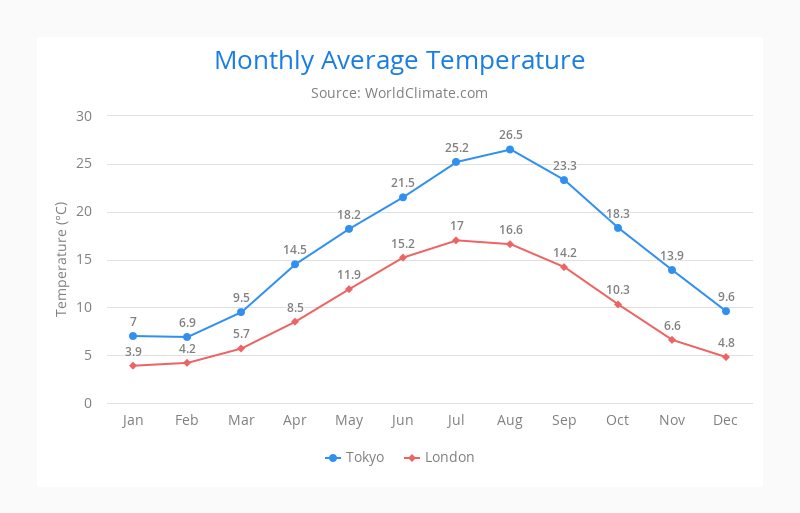 Monthly Average Temperature
Source: WorldClimate.com
Temperature (°C)
30
25
20
15
10
5
0
7 6.9 9.5 14.5 18.2 21.5 25.2 26.5 23.3 18.3 13.9 9.6
3.9 4.2 5.7 8.5 11.9 15.2 17 16.6 14.2 10.3 6.6 4.8
Jan Feb Mar Apr May Jun Jul Aug Sep Oct Nov Dec
Tokyo London